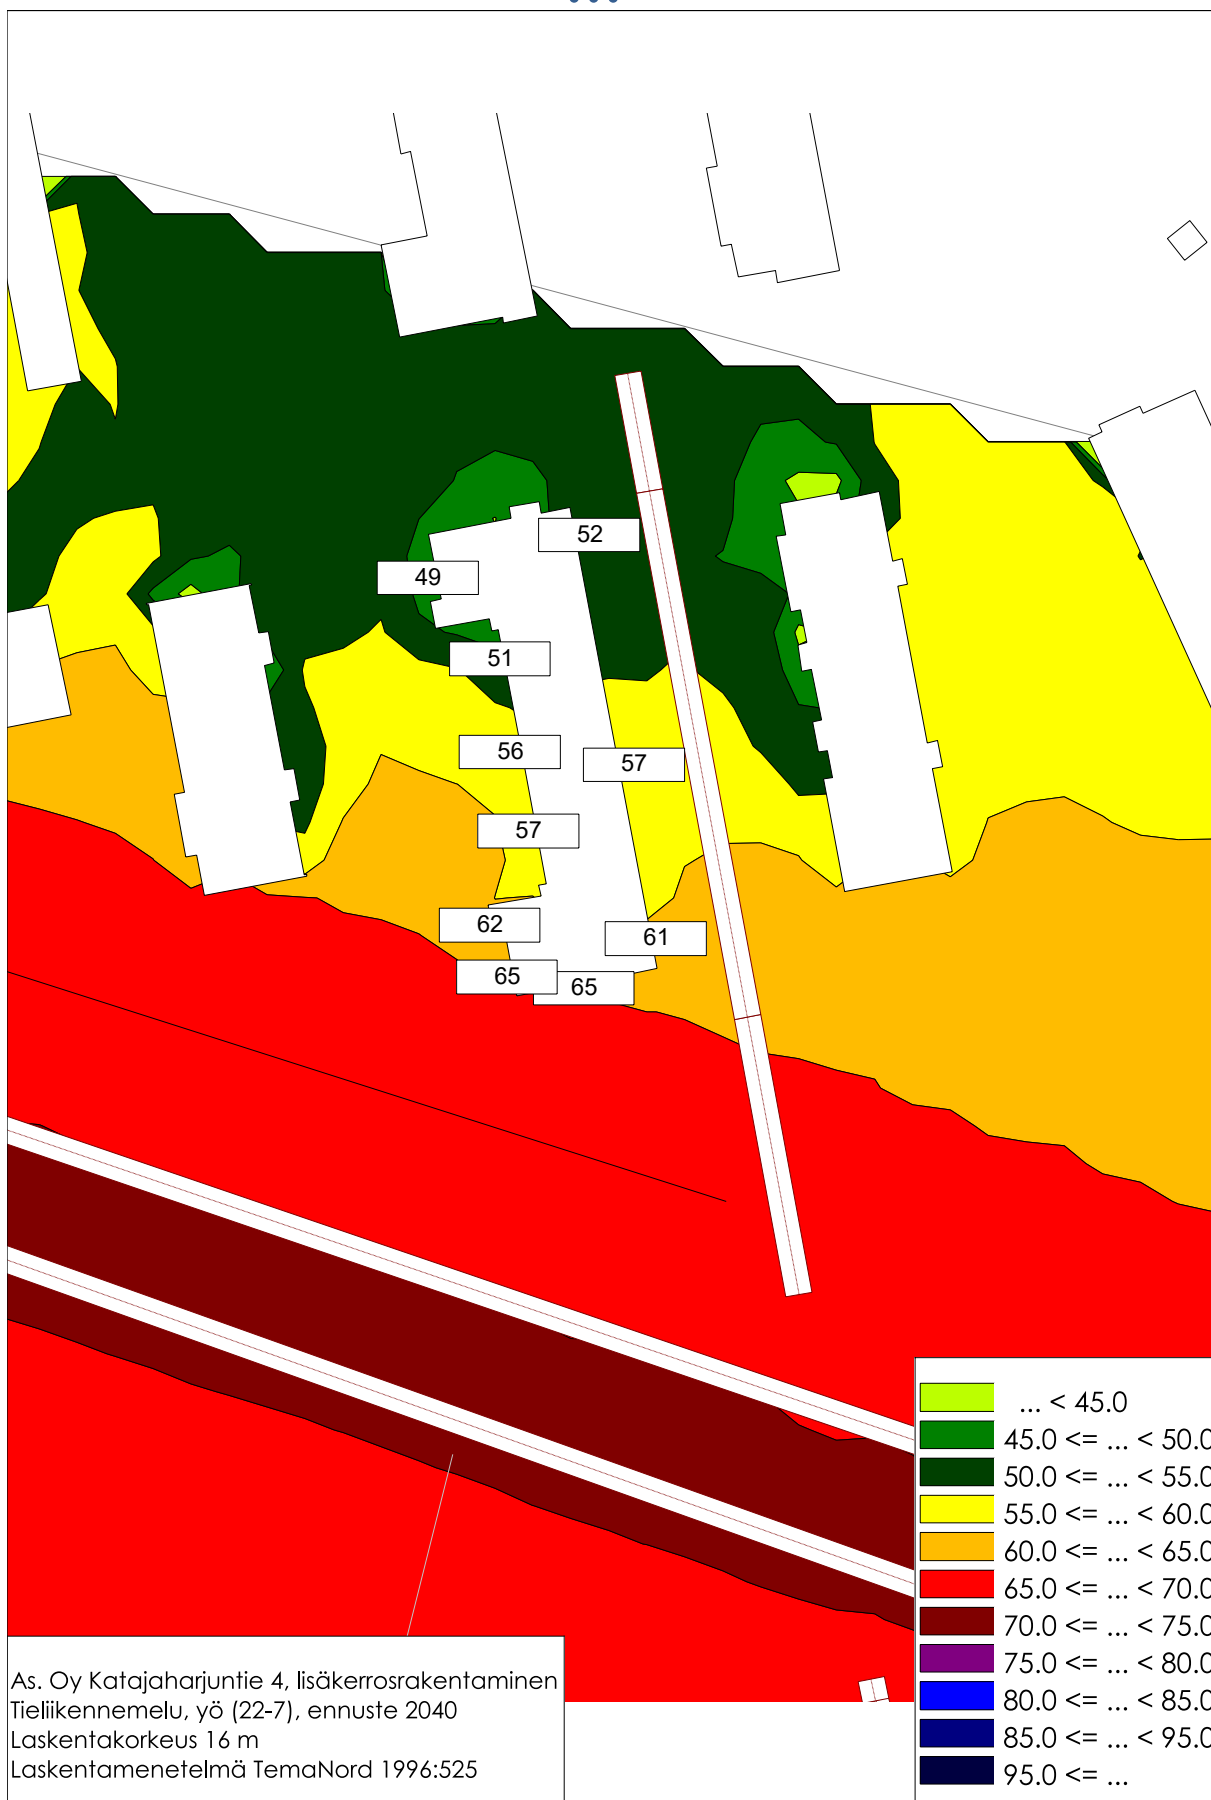 52
49
51
56
57
57
62
61
65
65
... < 45.0
45.0 <= ... < 50.0
50.0 <= ... < 55.0
55.0 <= ... < 60.0
60.0 <= ... < 65.0
65.0 <= ... < 70.0
70.0 <= ... < 75.0
75.0 <= ... < 80.0
80.0 <= ... < 85.0
85.0 <= ... < 95.0
95.0 <= ...
As. Oy Katajaharjuntie 4, lisäkerrosrakentaminen
Tieliikennemelu, yö (22-7), ennuste 2040
Laskentakorkeus 16 m
Laskentamenetelmä TemaNord 1996:525